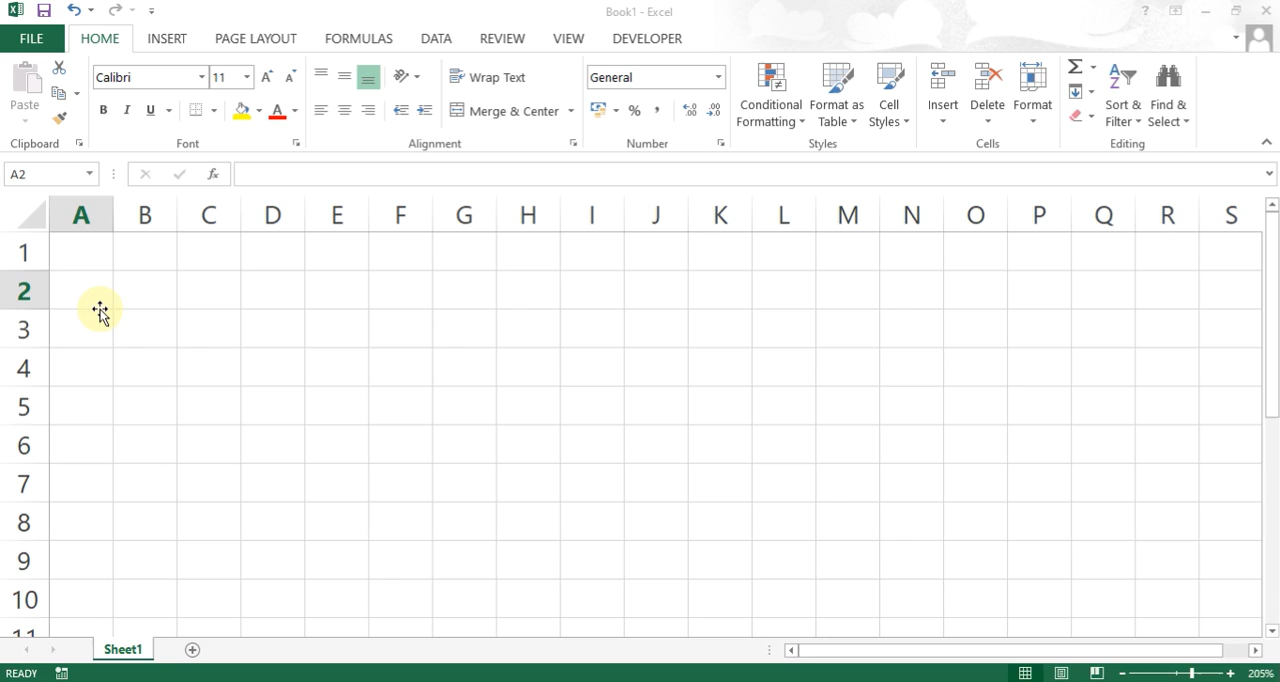 Book1 - Excel
FILE HOME INSERT PAGE LAYOUT FORMULAS DATA REVIEW VIEW DEVELOPER
Calibri 11 Wrap Text General
Paste B I U A Merge & Center % , Conditional Formatting Format as Table Cell Styles Insert Delete Format Sort & Filter Find & Select
Clipboard Font Alignment Number Styles Cells Editing
A2 fx
A B C D E F G H I J K L M N O P Q R S
1
2
3
4
5
6
7
8
9
10
11
Sheet1
READY 205%